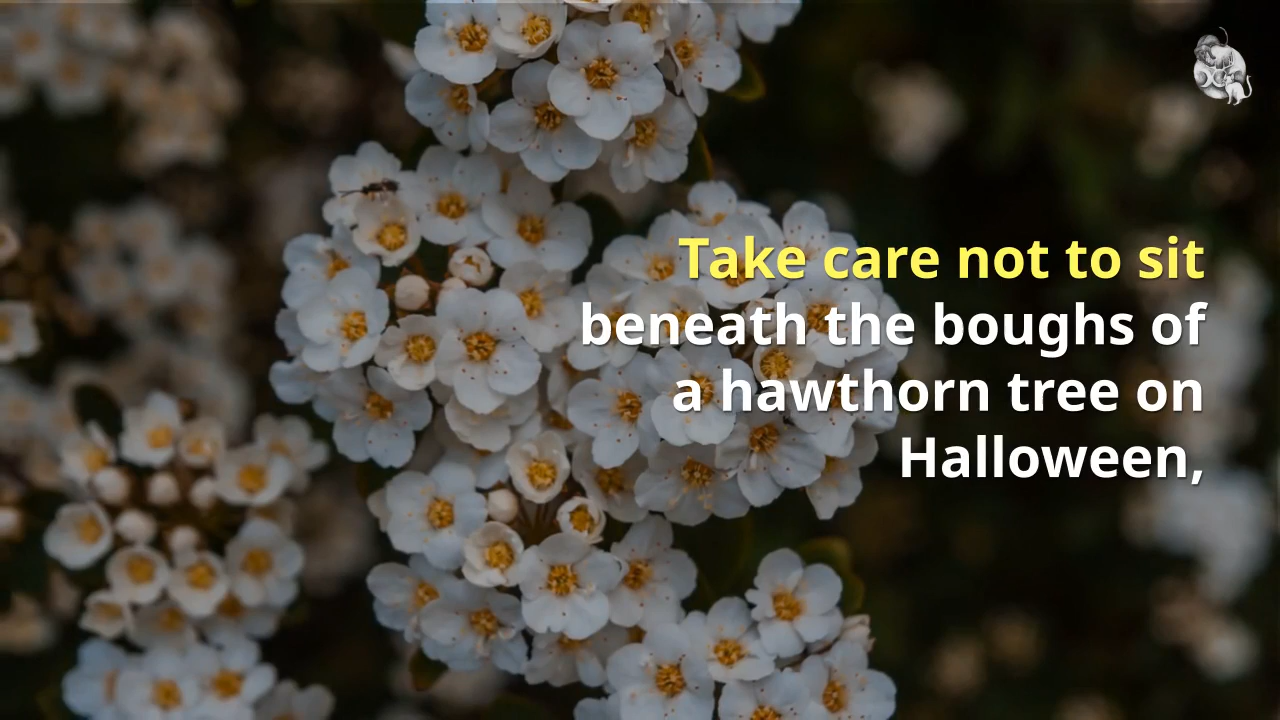 Take care not to sit
beneath the boughs of
a hawthorn tree on
Halloween,